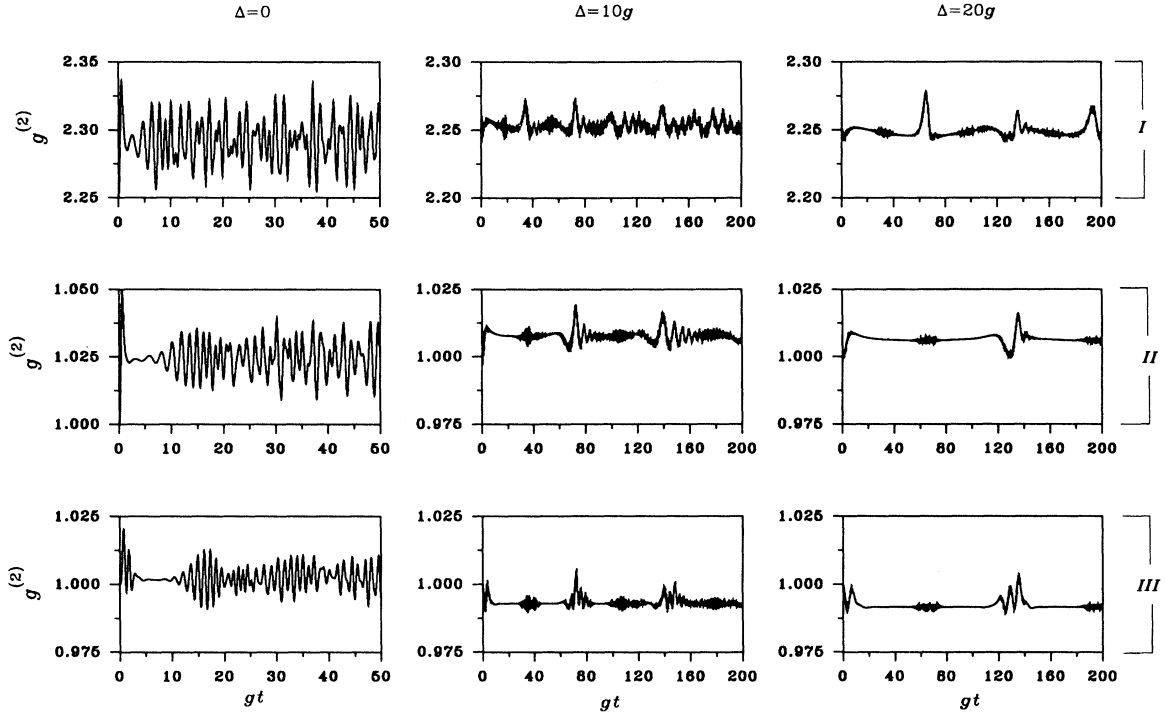 Δ=0 Δ=10g Δ=20g
2.35 2.30 2.30
g(2) 2.30 2.25 2.25 I
2.25 2.20 2.20
0 10 20 30 40 50 60 0 40 80 120 160 200 0 40 80 120 160 200
1.050 1.025 1.025
g(2) 1.025 1.000 1.000 II
1.000 0.975 0.975
0 10 20 30 40 50 60 0 40 80 120 160 200 0 40 80 120 160 200
1.025 1.025 1.025
g(2) 1.000 1.000 1.000 III
0.975 0.975 0.975
0 10 20 30 40 50 60 0 40 80 120 160 200 0 40 80 120 160 200
gt gt gt